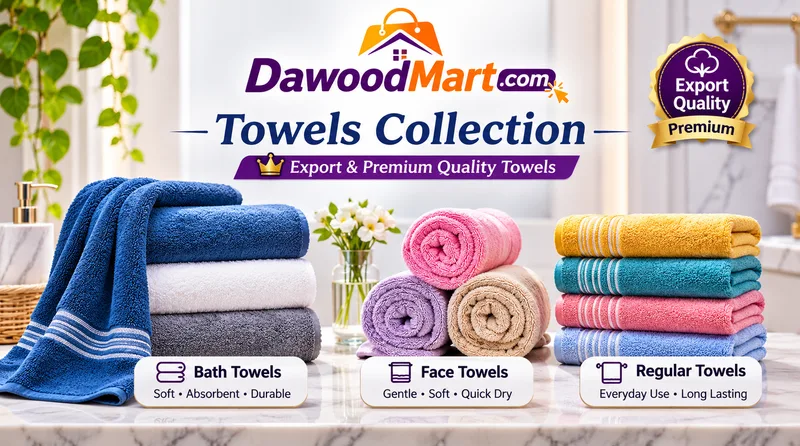 DawoodMart.com
Towels Collection
Export & Premium Quality Towels
Export
Quality
Premium
Bath Towels
Soft • Absorbent • Durable
Face Towels
Gentle • Soft • Quick Dry
Regular Towels
Everyday Use • Long Lasting